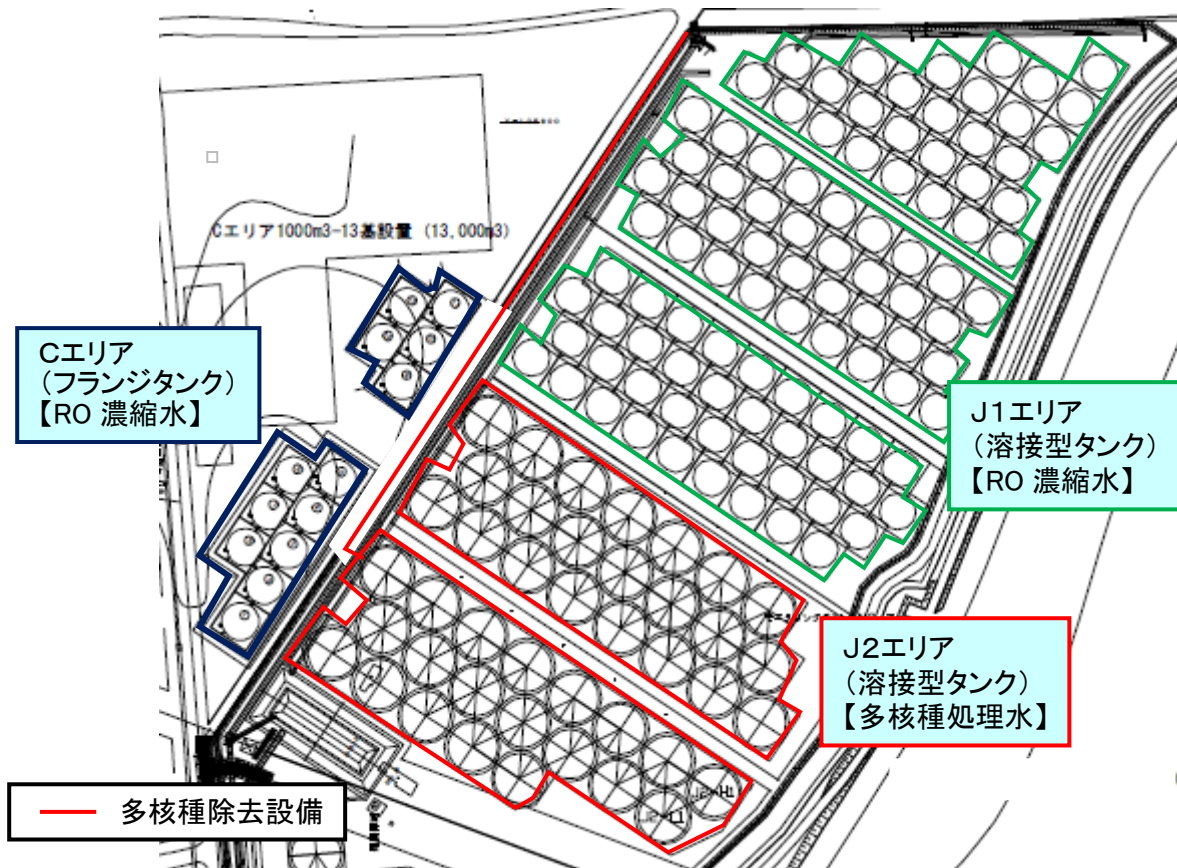 Cエリア1000m3-13基設置 (13,000m3)
Cエリア
(フランジタンク)
【RO 濃縮水】
J1エリア
(溶接型タンク)
【RO 濃縮水】
J2エリア
(溶接型タンク)
【多核種処理水】
多核種除去設備